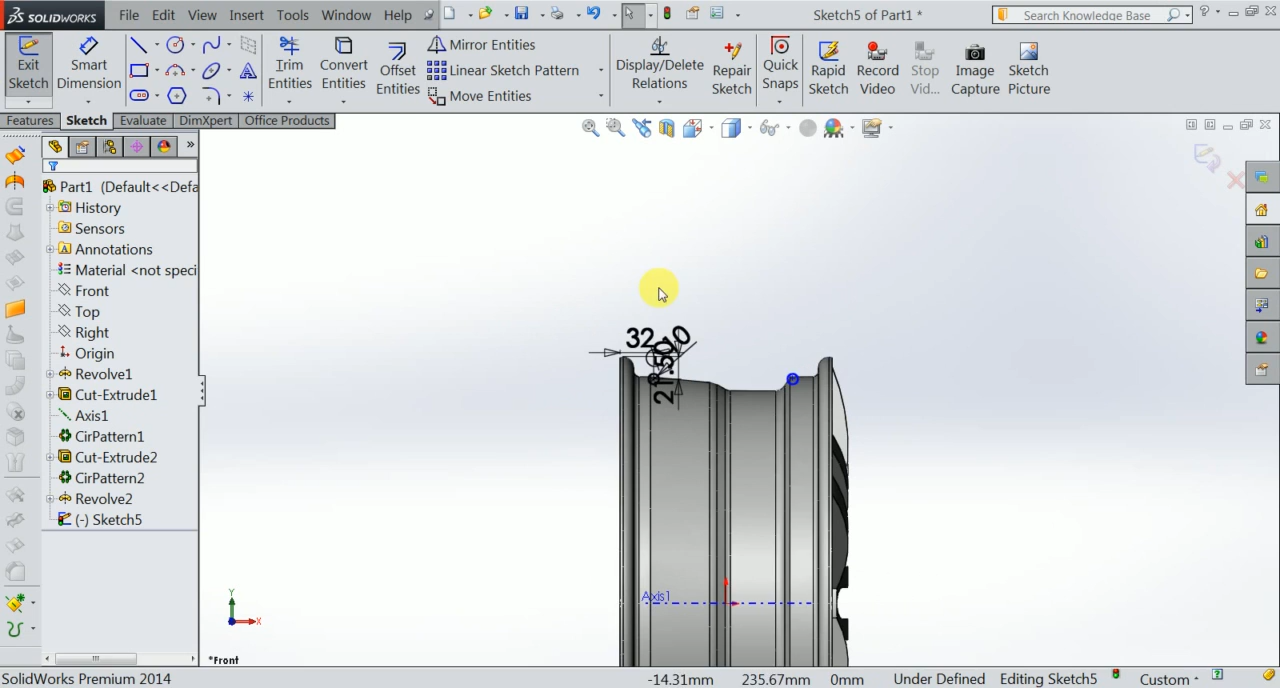 SOLIDWORKS File Edit View Insert Tools Window Help Sketch5 of Part1 * Search Knowledge Base ?
Exit Sketch
Smart Dimension
Trim Entities
Convert Entities
Offset Entities
Mirror Entities
Linear Sketch Pattern
Move Entities
Display/Delete Relations
Repair Sketch
Quick Snaps
Rapid Sketch
Record Video
Stop Vid...
Image Capture
Sketch Picture
Features Sketch Evaluate DimXpert Office Products
Part1 (Default<<Defa
History
Sensors
Annotations
Material <not speci
Front
Top
Right
Origin
Revolve1
Cut-Extrude1
Axis1
CirPattern1
Cut-Extrude2
CirPattern2
Revolve2
(-) Sketch5
32
Axis1
Y
X
*Front
SolidWorks Premium 2014 -14.31mm 235.67mm 0mm Under Defined Editing Sketch5 Custom